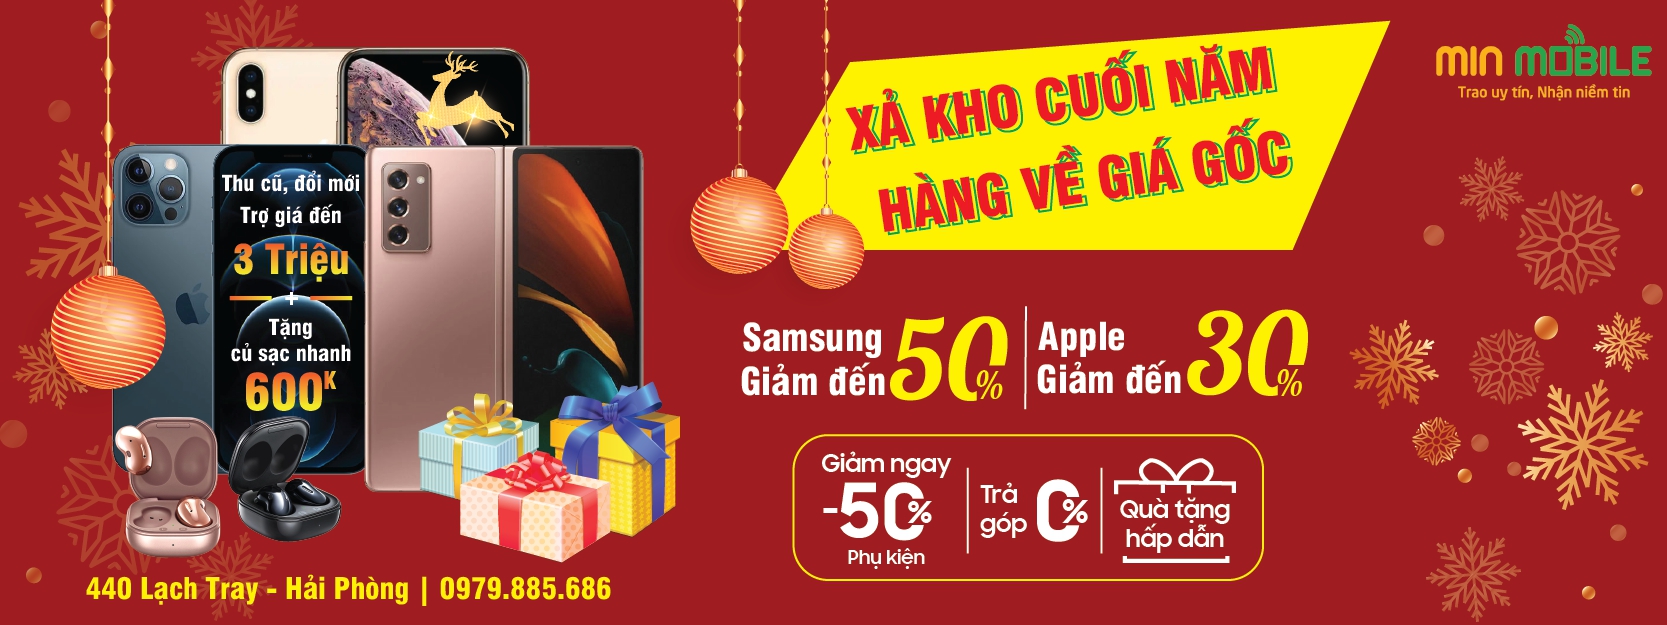 MIN MOBILE
Trao uy tín, Nhận niềm tin
XẢ KHO CUỐI NĂM
HÀNG VỀ GIÁ GỐC
Thu cũ, đổi mới
Trợ giá đến
3 Triệu
+
Tặng
củ sạc nhanh
600K
Samsung
Giảm đến 50%
Apple
Giảm đến 30%
Giảm ngay
-50%
Phụ kiện
Trả
góp 0%
Quà tặng
hấp dẫn
440 Lạch Tray - Hải Phòng | 0979.885.686